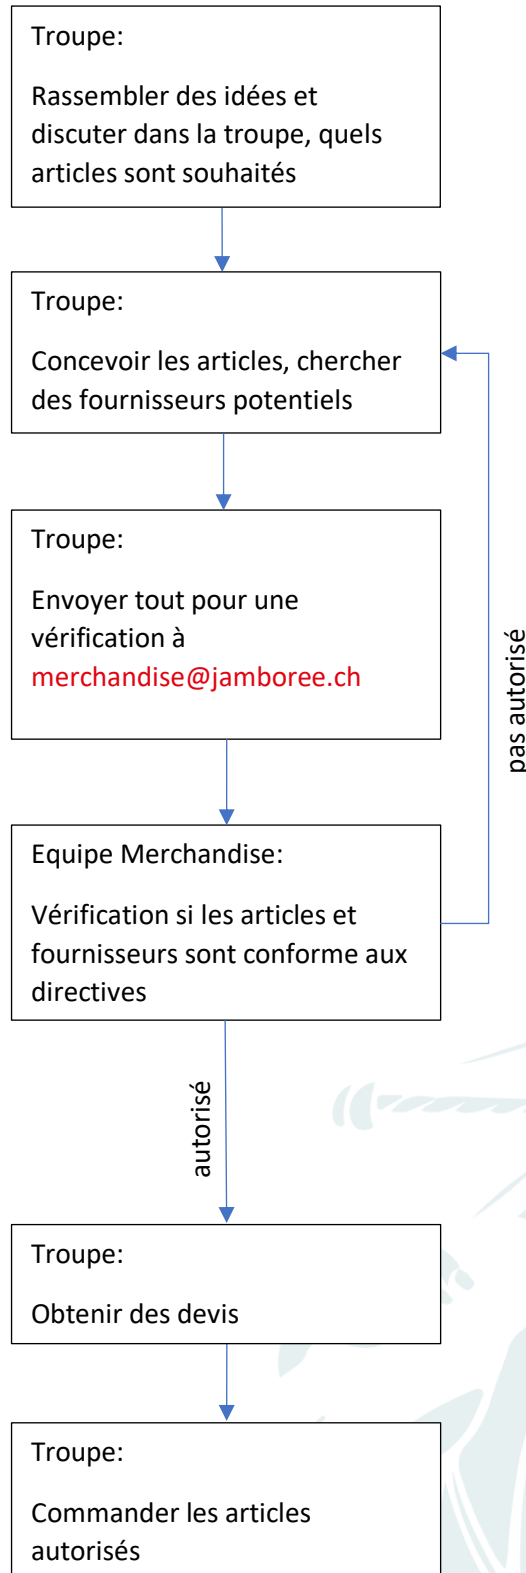 Troupe:
Rassembler des idées et
discuter dans la troupe, quels
articles sont souhaités
Troupe:
Concevoir les articles, chercher
des fournisseurs potentiels
Troupe:
Envoyer tout pour une
vérification à
merchandise@jamboree.ch
pas autorisé
Equipe Merchandise:
Vérification si les articles et
fournisseurs sont conforme aux
directives
autorisé
Troupe:
Obtenir des devis
Troupe:
Commander les articles
autorisés